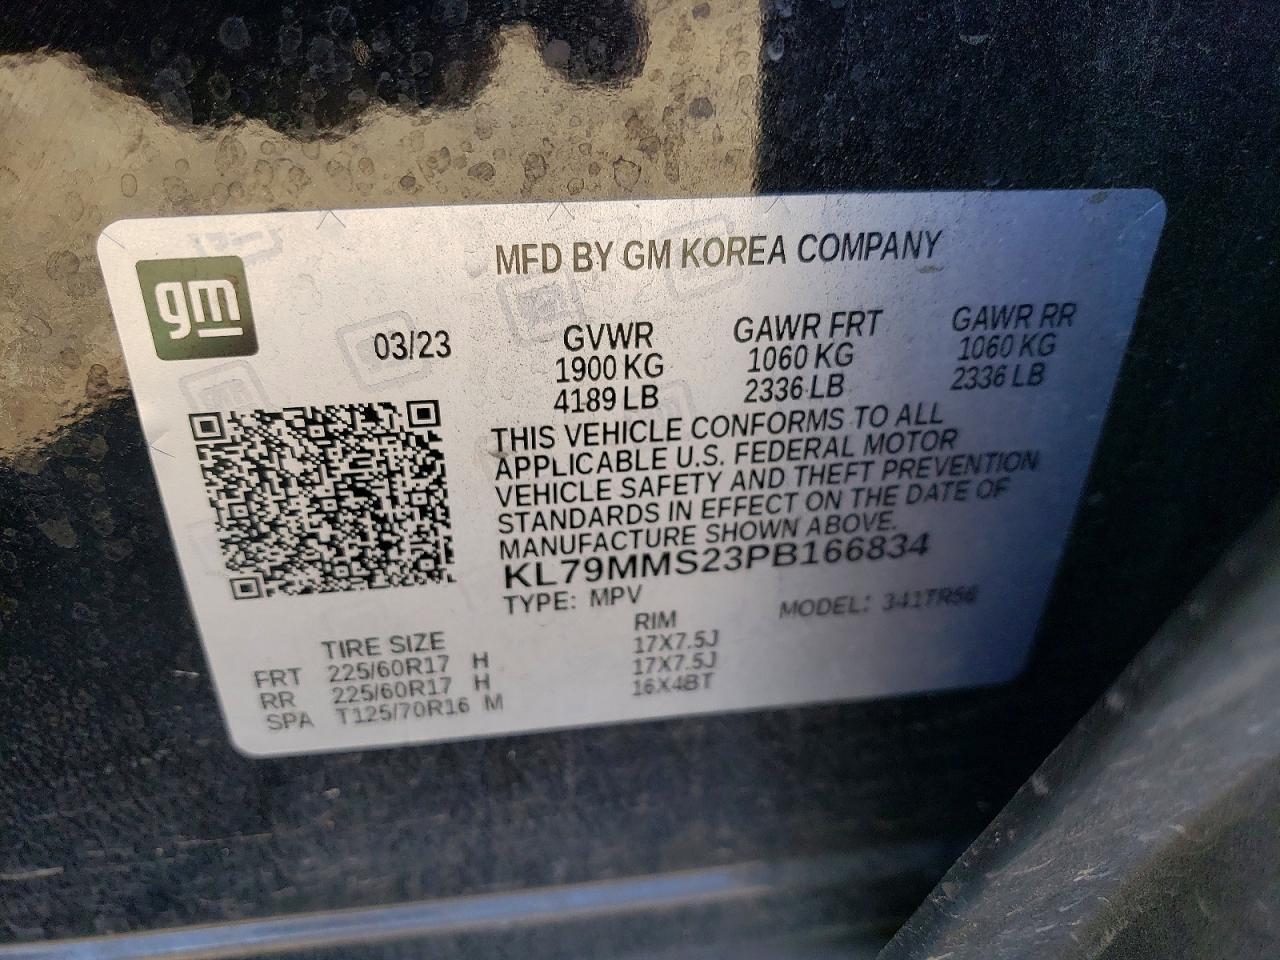 gm
MFD BY GM KOREA COMPANY
03/23
GVWR GAWR FRT GAWR RR
1900 KG 1060 KG 1060 KG
4189 LB 2336 LB 2336 LB
THIS VEHICLE CONFORMS TO ALL
APPLICABLE U.S. FEDERAL MOTOR
VEHICLE SAFETY AND THEFT PREVENTION
STANDARDS IN EFFECT ON THE DATE OF
MANUFACTURE SHOWN ABOVE.
KL79MMS23PB166834
TYPE: MPV MODEL: 341TR56
TIRE SIZE RIM
FRT 225/60R17 H 17X7.5J
RR 225/60R17 H 17X7.5J
SPA T125/70R16 M 16X4BT